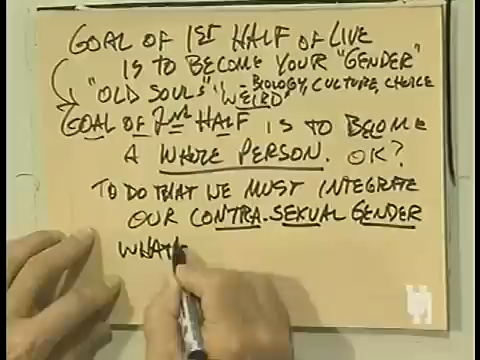 GOAL OF 1ST HALF OF LIVE
IS TO BECOME YOUR "GENDER"
"OLD SOULS" - BIOLOGY, CULTURE, CHOICE
WEIRD
GOAL OF 2nd HALF IS TO BECOME
A WHOLE PERSON. OK?
TO DO THAT WE MUST INTEGRATE
OUR CONTRA-SEXUAL GENDER
WHAT